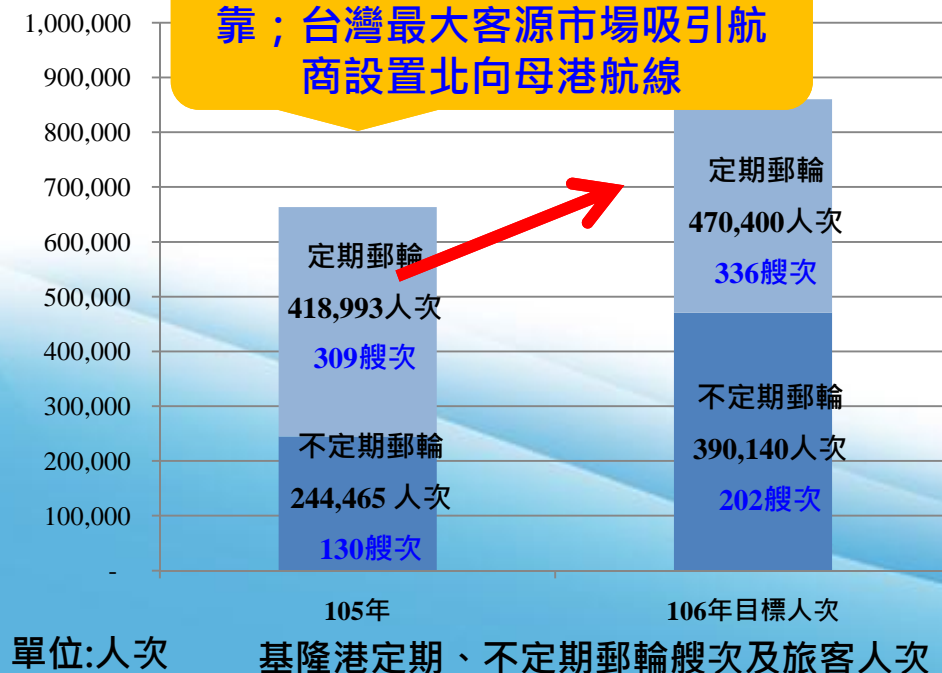 靠；台灣最大客源市場吸引航
商設置北向母港航線
1,000,000
900,000
800,000
700,000
600,000
500,000
400,000
300,000
200,000
100,000
-
定期郵輪
418,993人次
309艘次
不定期郵輪
244,465 人次
130艘次
定期郵輪
470,400人次
336艘次
不定期郵輪
390,140人次
202艘次
105年
106年目標人次
單位:人次
基隆港定期、不定期郵輪艘次及旅客人次